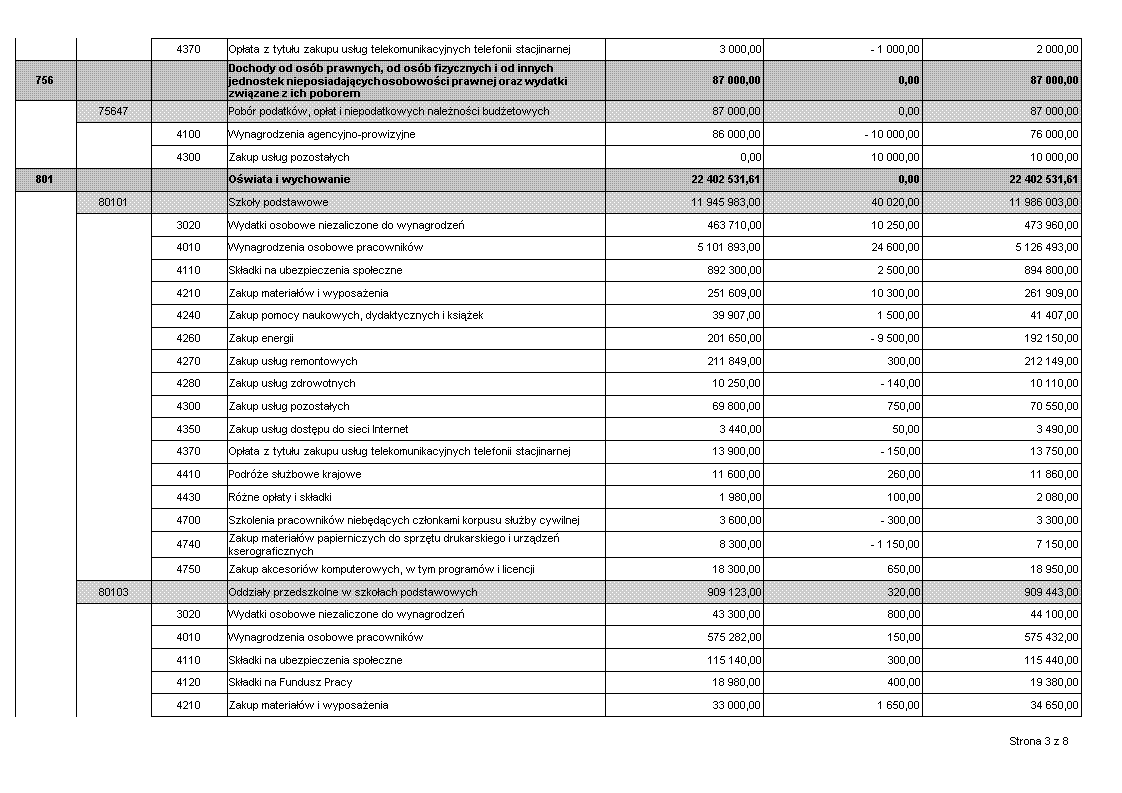 4370 Opłata z tytułu zakupu usług telekomunikacyjnych telefonii stacjinarnej 3 000,00 - 1 000,00 2 000,00
Dochody od osób prawnych, od osób fizycznych i od innych
756 jednostek nieposiadających osobowości prawnej oraz wydatki 87 000,00 0,00 87 000,00
związane z ich poborem
75647 Pobór podatków, opłat i niepodatkowych należności budżetowych 87 000,00 0,00 87 000,00
4100 Wynagrodzenia agencyjno-prowizyjne 86 000,00 - 10 000,00 76 000,00
4300 Zakup usług pozostałych 0,00 10 000,00 10 000,00
801 Oświata i wychowanie 22 402 531,61 0,00 22 402 531,61
80101 Szkoły podstawowe 11 945 983,00 40 020,00 11 986 003,00
3020 Wydatki osobowe niezaliczone do wynagrodzeń 463 710,00 10 250,00 473 960,00
4010 Wynagrodzenia osobowe pracowników 5 101 893,00 24 600,00 5 126 493,00
4110 Składki na ubezpieczenia społeczne 892 300,00 2 500,00 894 800,00
4210 Zakup materiałów i wyposażenia 251 609,00 10 300,00 261 909,00
4240 Zakup pomocy naukowych, dydaktycznych i książek 39 907,00 1 500,00 41 407,00
4260 Zakup energii 201 650,00 - 9 500,00 192 150,00
4270 Zakup usług remontowych 211 849,00 300,00 212 149,00
4280 Zakup usług zdrowotnych 10 250,00 - 140,00 10 110,00
4300 Zakup usług pozostałych 69 800,00 750,00 70 550,00
4350 Zakup usług dostępu do sieci Internet 3 440,00 50,00 3 490,00
4370 Opłata z tytułu zakupu usług telekomunikacyjnych telefonii stacjinarnej 13 900,00 - 150,00 13 750,00
4410 Podróże służbowe krajowe 11 600,00 260,00 11 860,00
4430 Różne opłaty i składki 1 980,00 100,00 2 080,00
4700 Szkolenia pracowników niebędących członkami korpusu służby cywilnej 3 600,00 - 300,00 3 300,00
4740 Zakup materiałów papierniczych do sprzętu drukarskiego i urządzeń 8 300,00 - 1 150,00 7 150,00
kserograficznych
4750 Zakup akcesoriów komputerowych, w tym programów i licencji 18 300,00 650,00 18 950,00
80103 Oddziały przedszkolne w szkołach podstawowych 909 123,00 320,00 909 443,00
3020 Wydatki osobowe niezaliczone do wynagrodzeń 43 300,00 800,00 44 100,00
4010 Wynagrodzenia osobowe pracowników 575 282,00 150,00 575 432,00
4110 Składki na ubezpieczenia społeczne 115 140,00 300,00 115 440,00
4120 Składki na Fundusz Pracy 18 980,00 400,00 19 380,00
4210 Zakup materiałów i wyposażenia 33 000,00 1 650,00 34 650,00
Strona 3 z 8